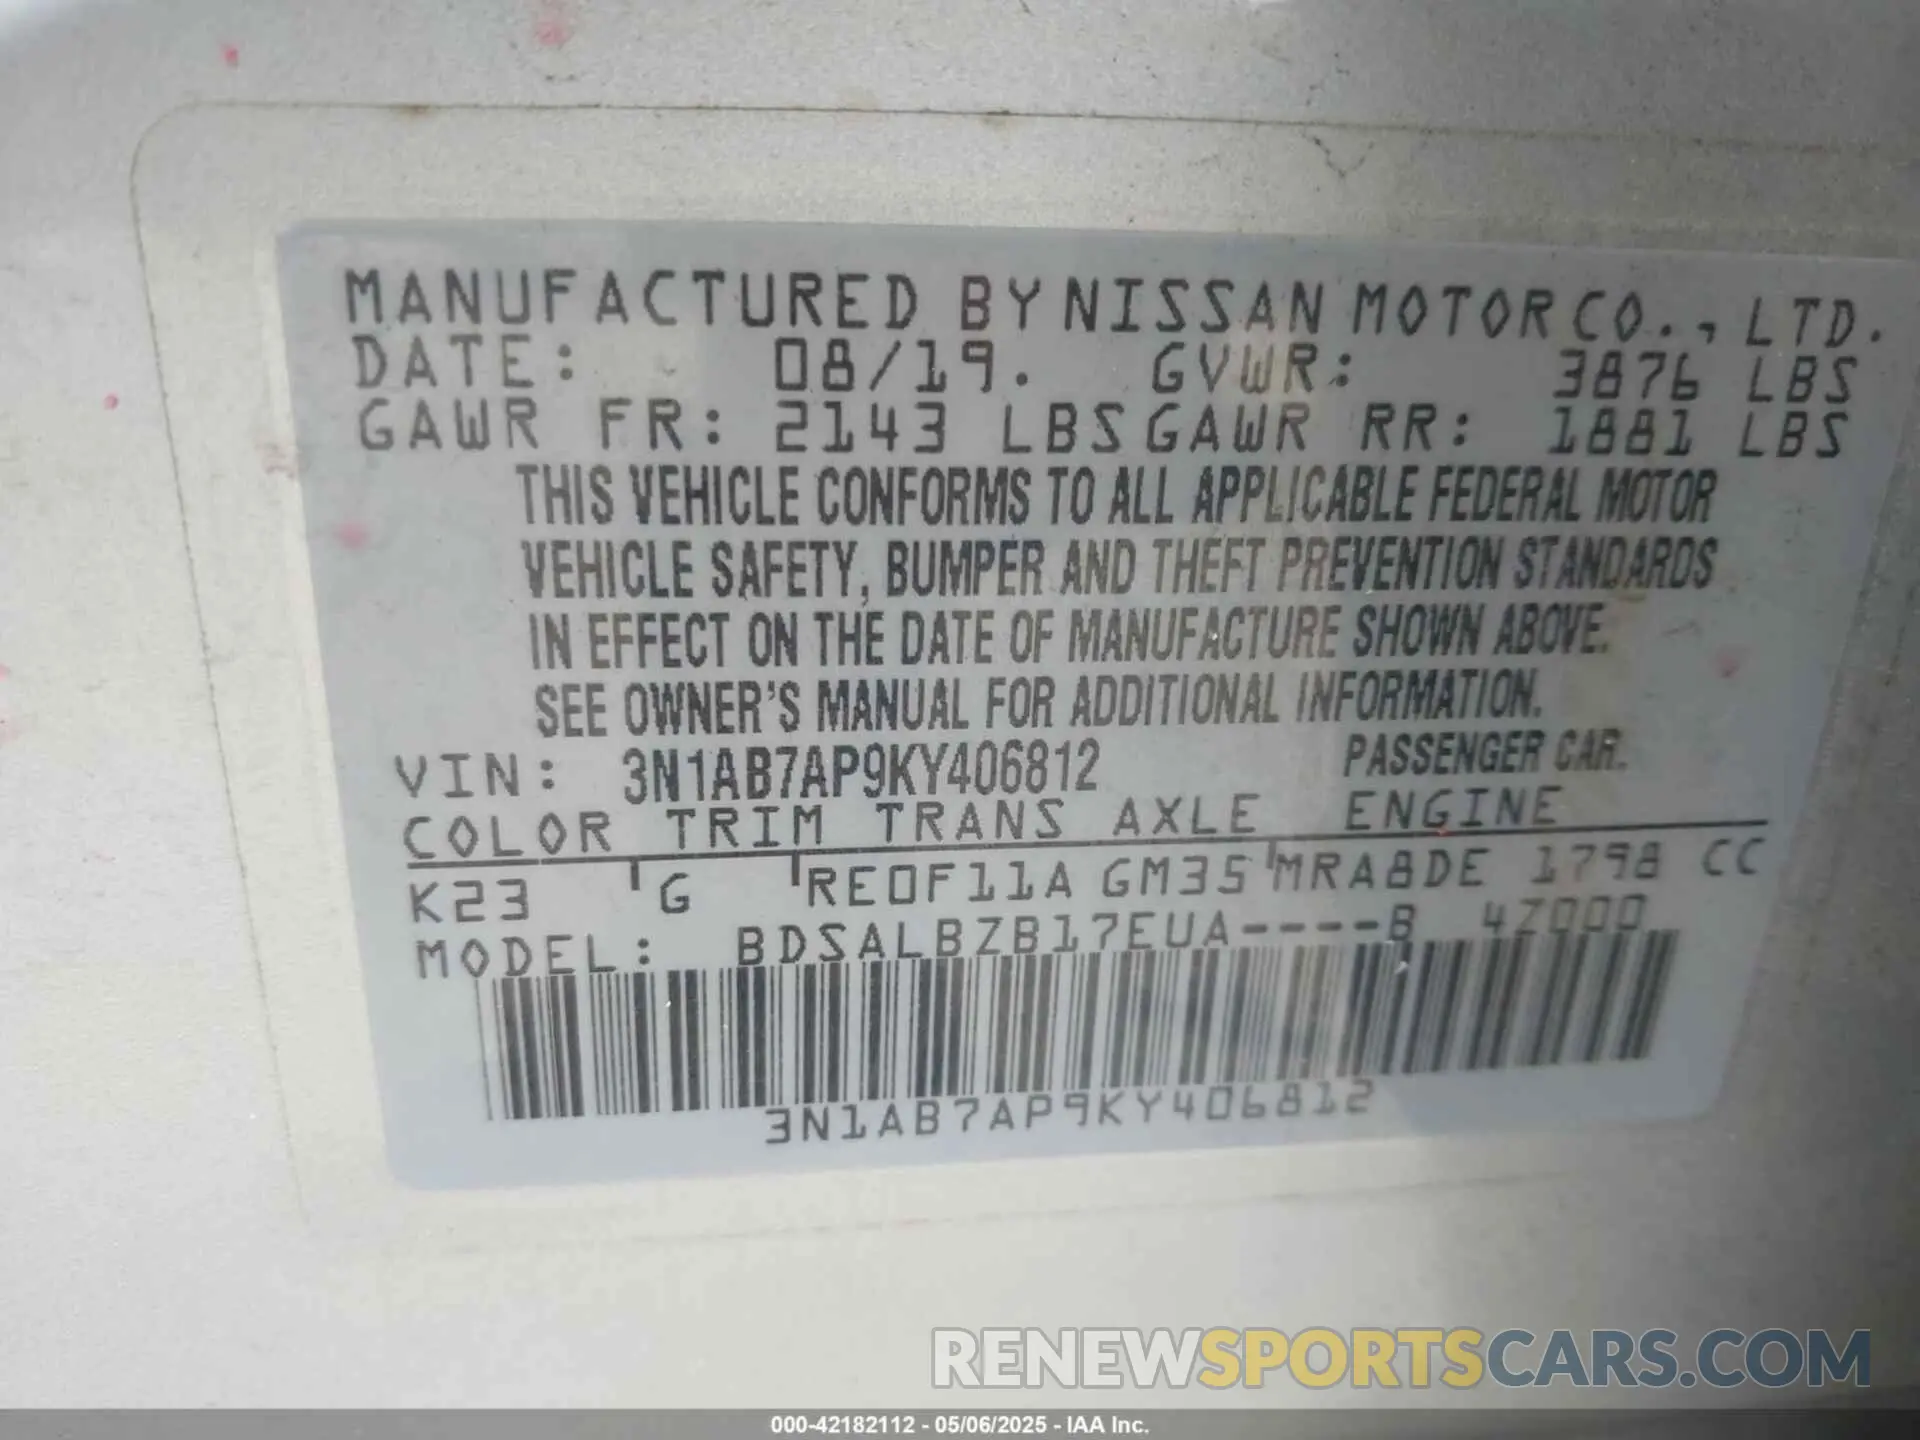 MANUFACTURED BY NISSAN MOTOR CO., LTD.
DATE: 08/19. GVWR: 3876 LBS
GAWR FR: 2143 LBS GAWR RR: 1881 LBS
THIS VEHICLE CONFORMS TO ALL APPLICABLE FEDERAL MOTOR
VEHICLE SAFETY, BUMPER AND THEFT PREVENTION STANDARDS
IN EFFECT ON THE DATE OF MANUFACTURE SHOWN ABOVE.
SEE OWNER'S MANUAL FOR ADDITIONAL INFORMATION.
VIN: 3N1AB7AP9KY406812 PASSENGER CAR.
COLOR TRIM TRANS AXLE ENGINE
K23 G RE0F11A GM35 MRA8DE 1798 CC
MODEL: BDSALBZB17EUA----B 4Z000
3N1AB7AP9KY406812
RENEWSPORTSCARS.COM
000-42182112 - 05/06/2025 - IAA Inc.